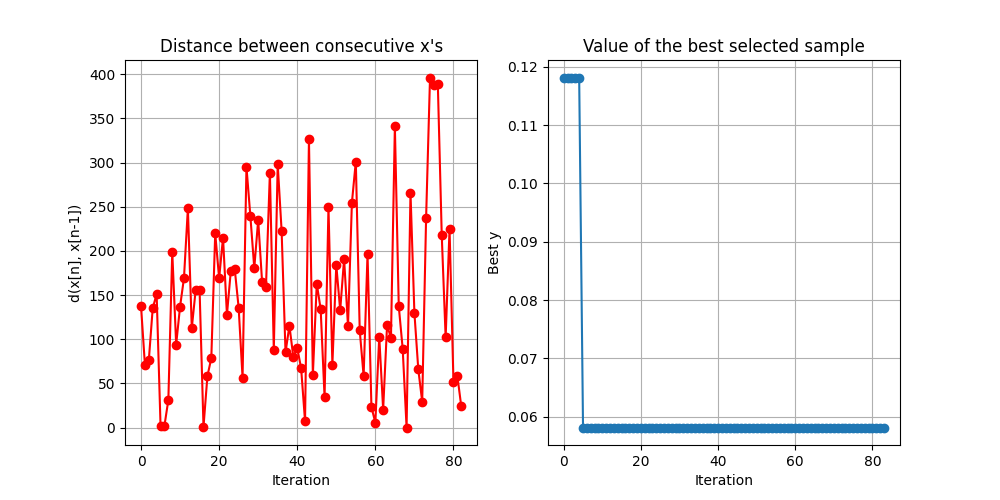 Distance between consecutive x's
d(x[n], x[n-1])
400
350
300
250
200
150
100
50
0
0 20 40 60 80
Iteration
Value of the best selected sample
Best y
0.12
0.11
0.10
0.09
0.08
0.07
0.06
0 20 40 60 80
Iteration